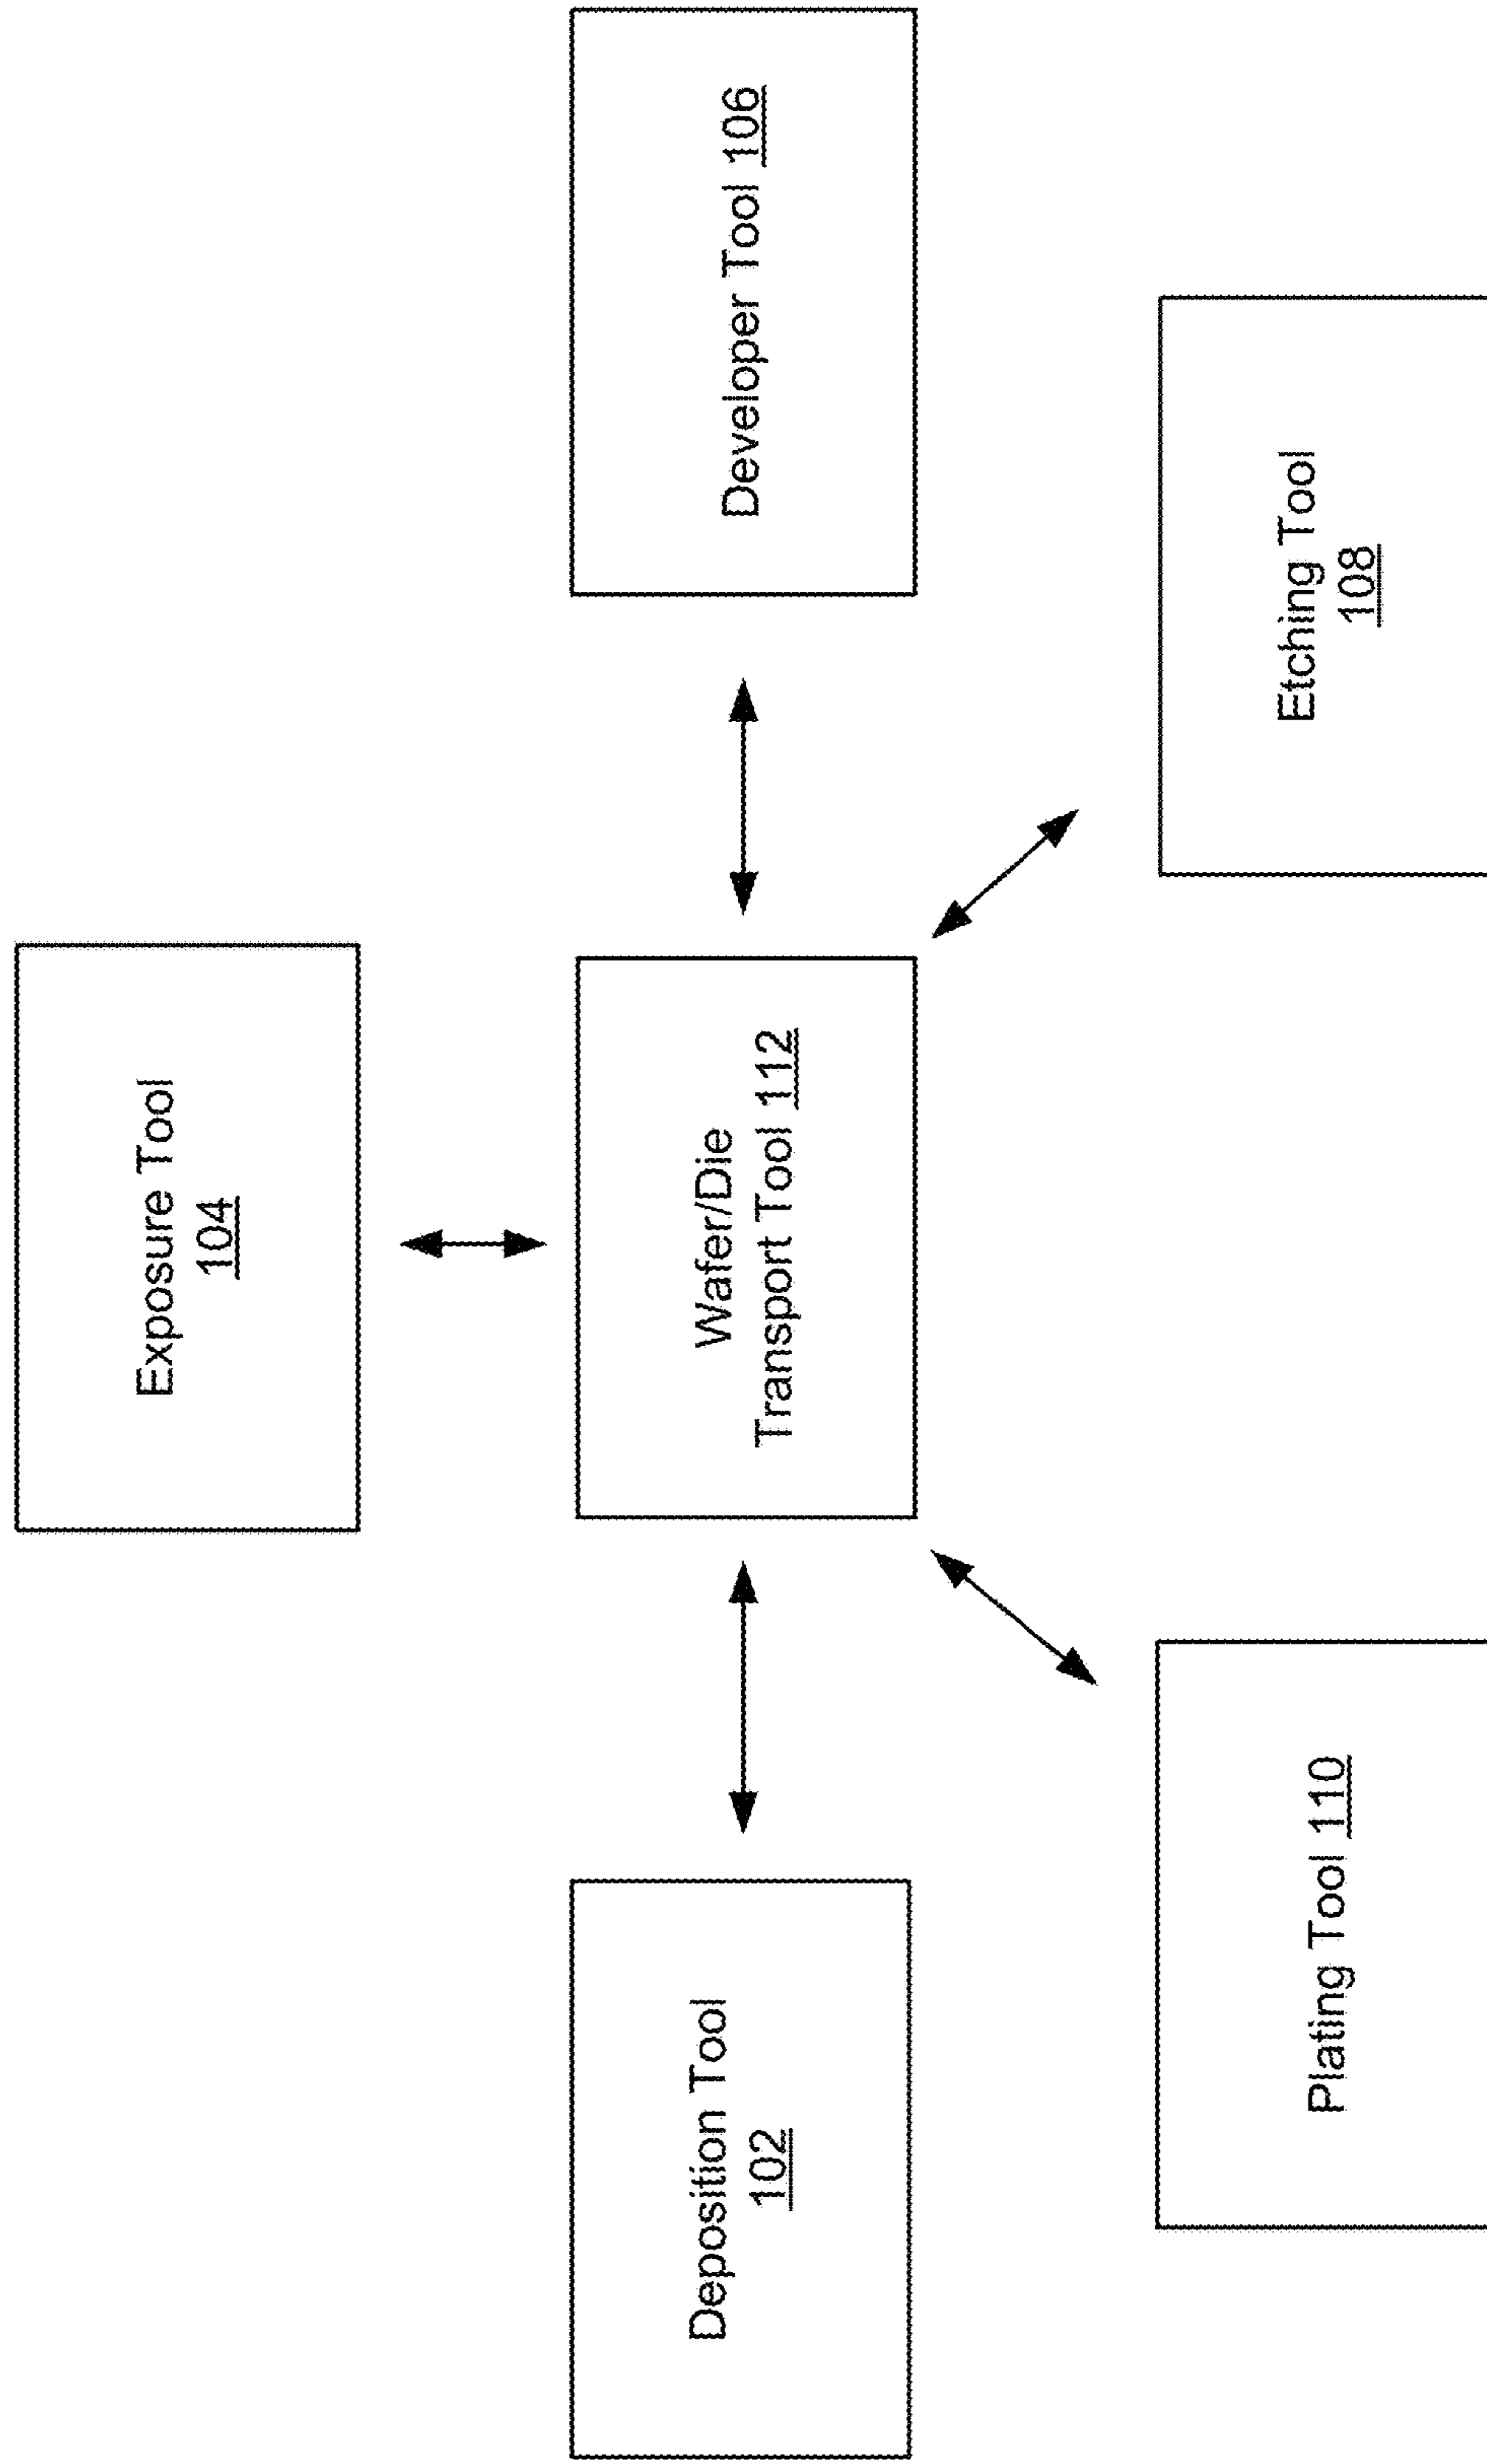 Exposure Tool
104
Deposition Tool
102
Wafer/Die
Transport Tool 112
Developer Tool 106
Plating Tool 110
Etching Tool
108